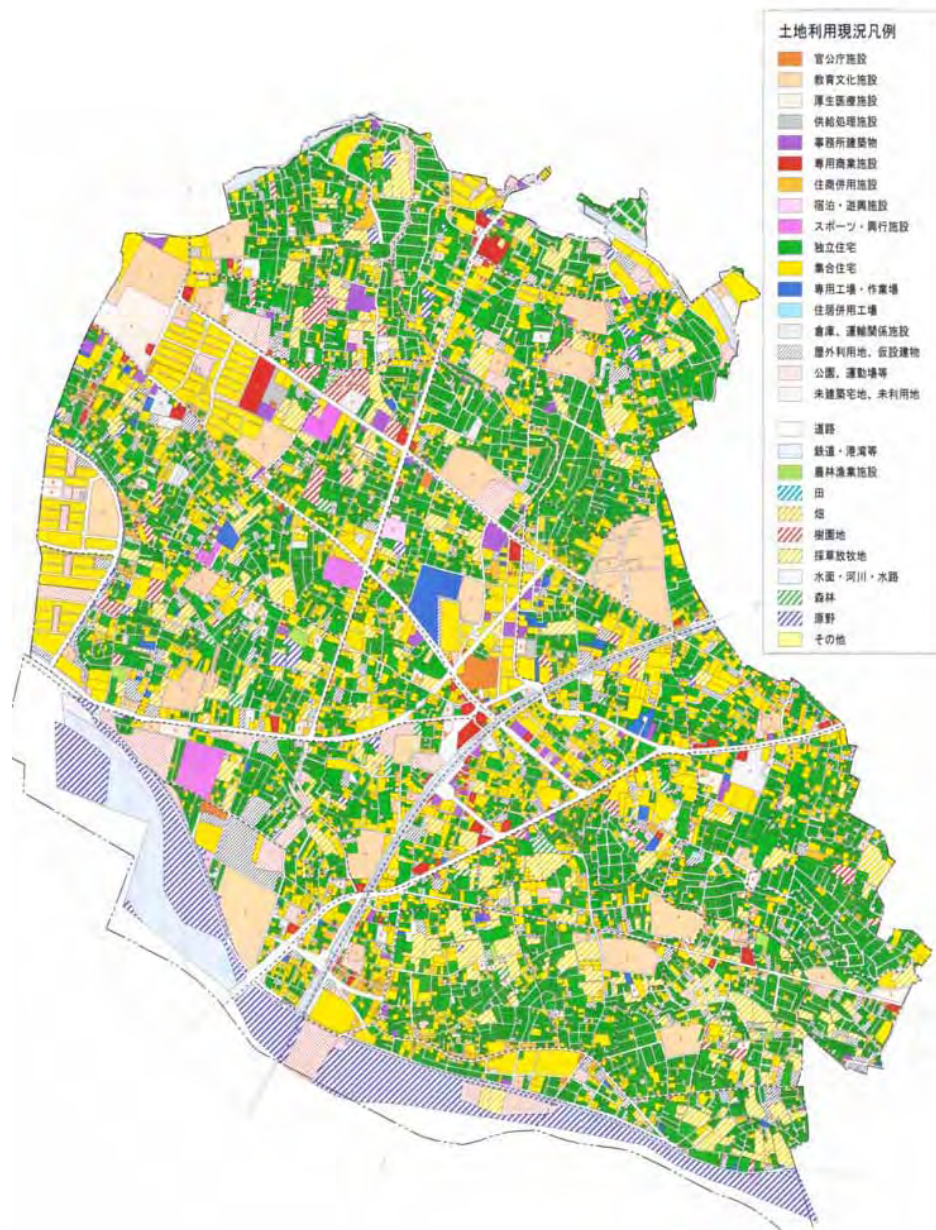 土地利用現況凡例
官公庁施設
教育文化施設
厚生医療施設
供給処理施設
事務所建築物
専用商業施設
住商併用施設
宿泊・遊興施設
スポーツ・興行施設
独立住宅
集合住宅
専用工場・作業場
住居併用工場
倉庫、運輸関係施設
屋外利用地、仮設建物
公園、運動場等
未建築宅地、未利用地
道路
鉄道・港湾等
農林漁業施設
田
畑
樹園地
採草放牧地
水面・河川・水路
森林
原野
その他